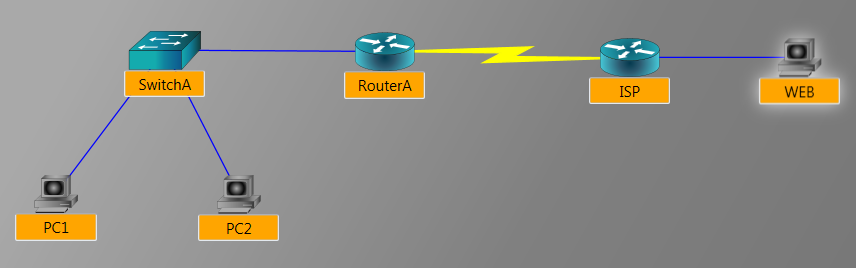 SwitchA
RouterA
ISP
WEB
PC1
PC2